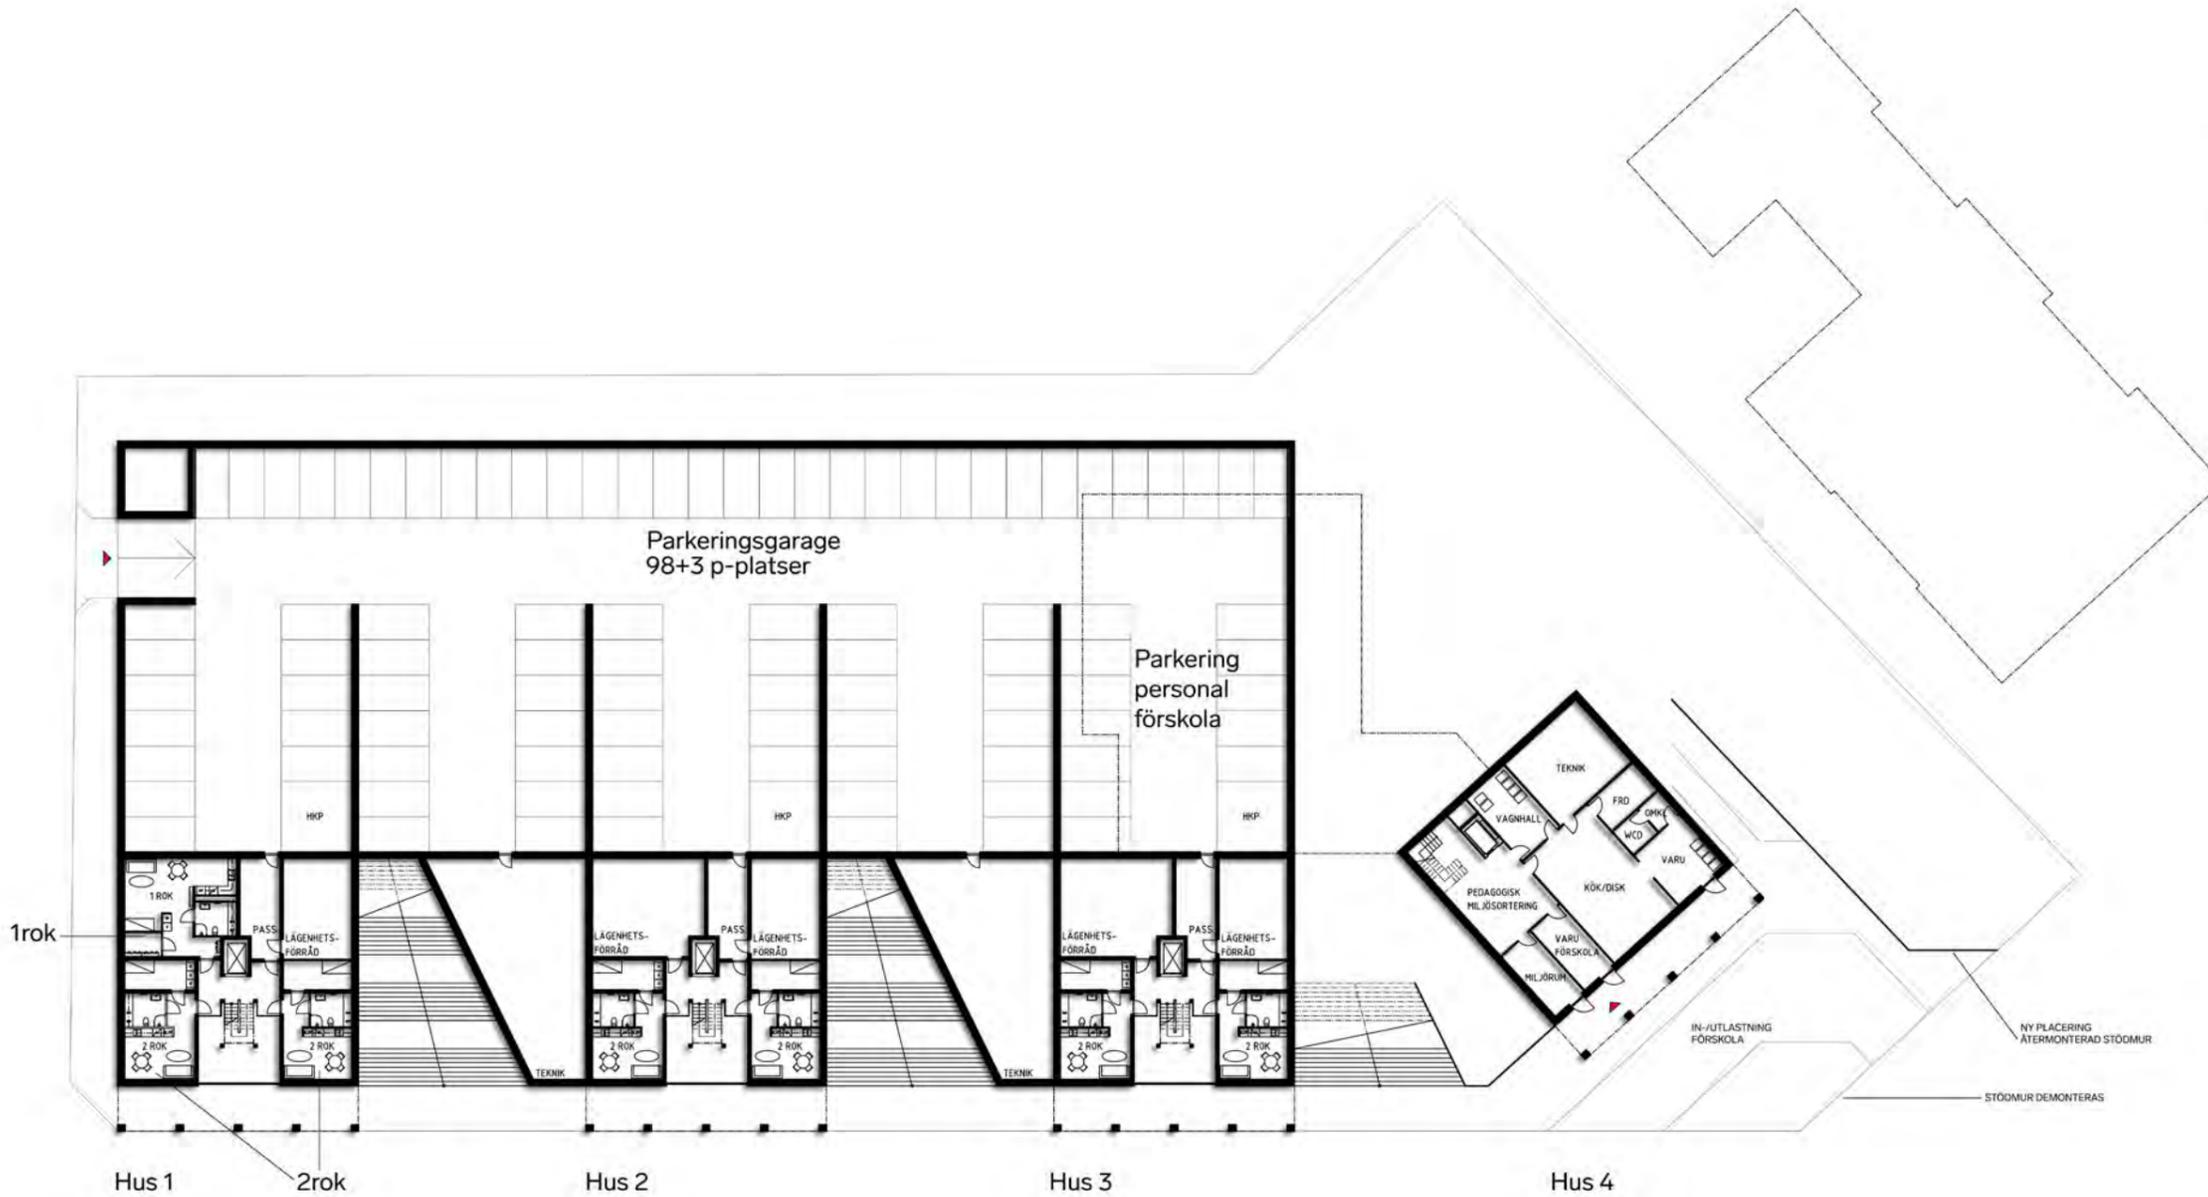 Parkeringsgarage
98+3 p-platser
Parkering
personal
förskola
HKP
HKP
HKP
TEKNIK
FRD
OMKL
WCD
VAGNHALL
VARU
KÖK/DISK
PEDAGOGISK
MILJÖSORTERING
VARU
FÖRSKOLA
MILJÖRUM
1 ROK
1rok
PASS
LÄGENHETS-
FÖRRÅD
LÄGENHETS-
FÖRRÅD
PASS
LÄGENHETS-
FÖRRÅD
LÄGENHETS-
FÖRRÅD
PASS
LÄGENHETS-
FÖRRÅD
2 ROK
2 ROK
TEKNIK
2 ROK
2 ROK
TEKNIK
2 ROK
2 ROK
IN-/UTLASTNING
FÖRSKOLA
NY PLACERING
ÅTERMONTERAD STÖDMUR
STÖDMUR DEMONTERAS
Hus 1
2rok
Hus 2
Hus 3
Hus 4